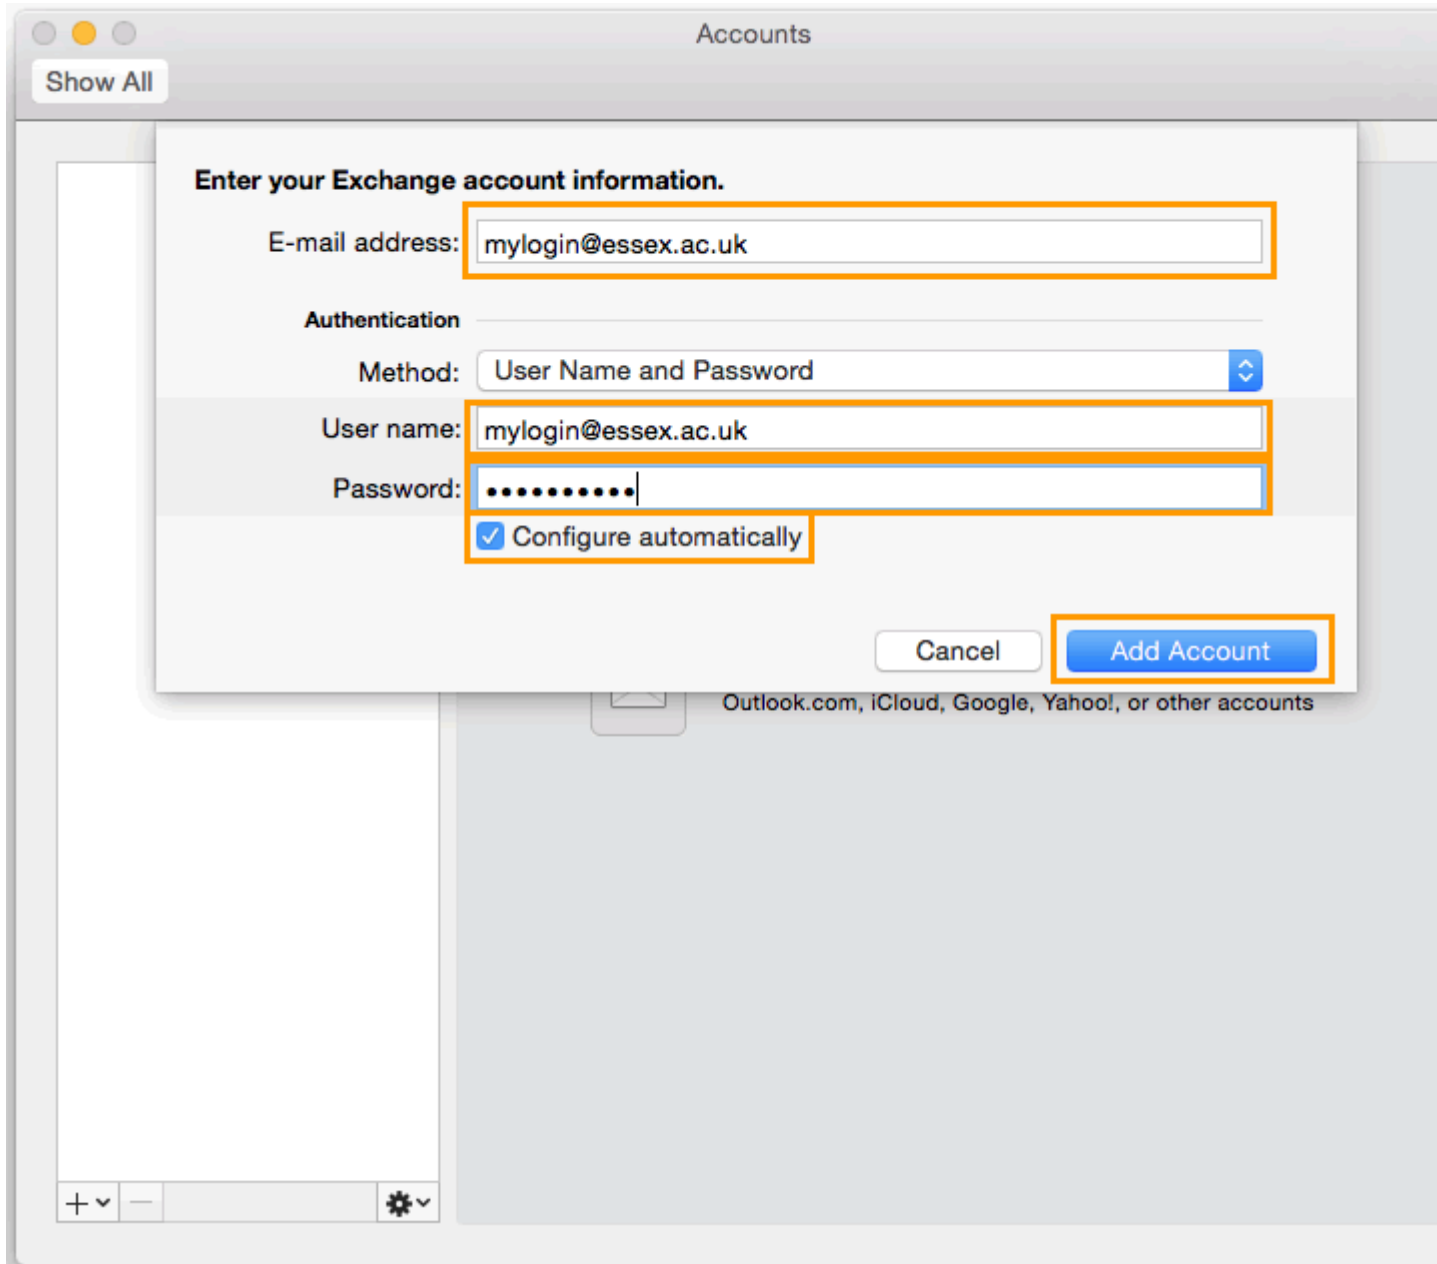 Accounts
Show All
Enter your Exchange account information.
E-mail address: mylogin@essex.ac.uk
Authentication
Method: User Name and Password
User name: mylogin@essex.ac.uk
Password: ••••••••••
Configure automatically
Cancel Add Account
Outlook.com, iCloud, Google, Yahoo!, or other accounts